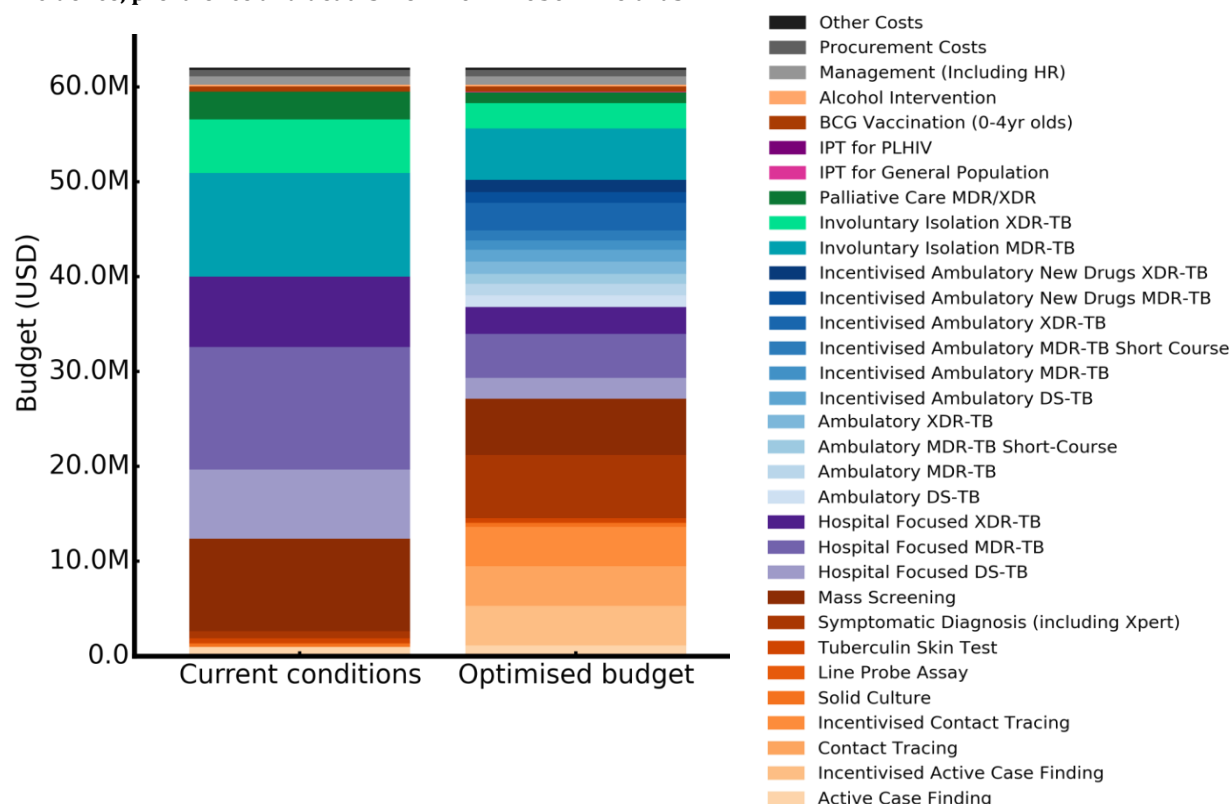 60.0M
50.0M
40.0M
30.0M
20.0M
10.0M
0.0
Budget (USD)
Current conditions
Optimised budget
Other Costs
Procurement Costs
Management (Including HR)
Alcohol Intervention
BCG Vaccination (0-4yr olds)
IPT for PLHIV
IPT for General Population
Palliative Care MDR/XDR
Involuntary Isolation XDR-TB
Involuntary Isolation MDR-TB
Incentivised Ambulatory New Drugs XDR-TB
Incentivised Ambulatory New Drugs MDR-TB
Incentivised Ambulatory XDR-TB
Incentivised Ambulatory MDR-TB Short Course
Incentivised Ambulatory MDR-TB
Incentivised Ambulatory DS-TB
Ambulatory XDR-TB
Ambulatory MDR-TB Short-Course
Ambulatory MDR-TB
Ambulatory DS-TB
Hospital Focused XDR-TB
Hospital Focused MDR-TB
Hospital Focused DS-TB
Mass Screening
Symptomatic Diagnosis (including Xpert)
Tuberculin Skin Test
Line Probe Assay
Solid Culture
Incentivised Contact Tracing
Contact Tracing
Incentivised Active Case Finding
Active Case Finding